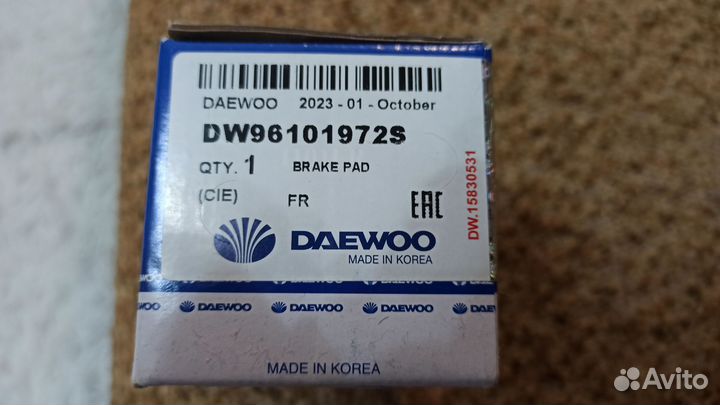 DAEWOO 2023 - 01 - October
DW96101972S
QTY. 1 BRAKE PAD
(CIE) FR EAC
DW.15830531
DAEWOO
MADE IN KOREA
DAEWOO DAEWOO DAEWOO DAEWOO
MADE IN KOREA
Avito